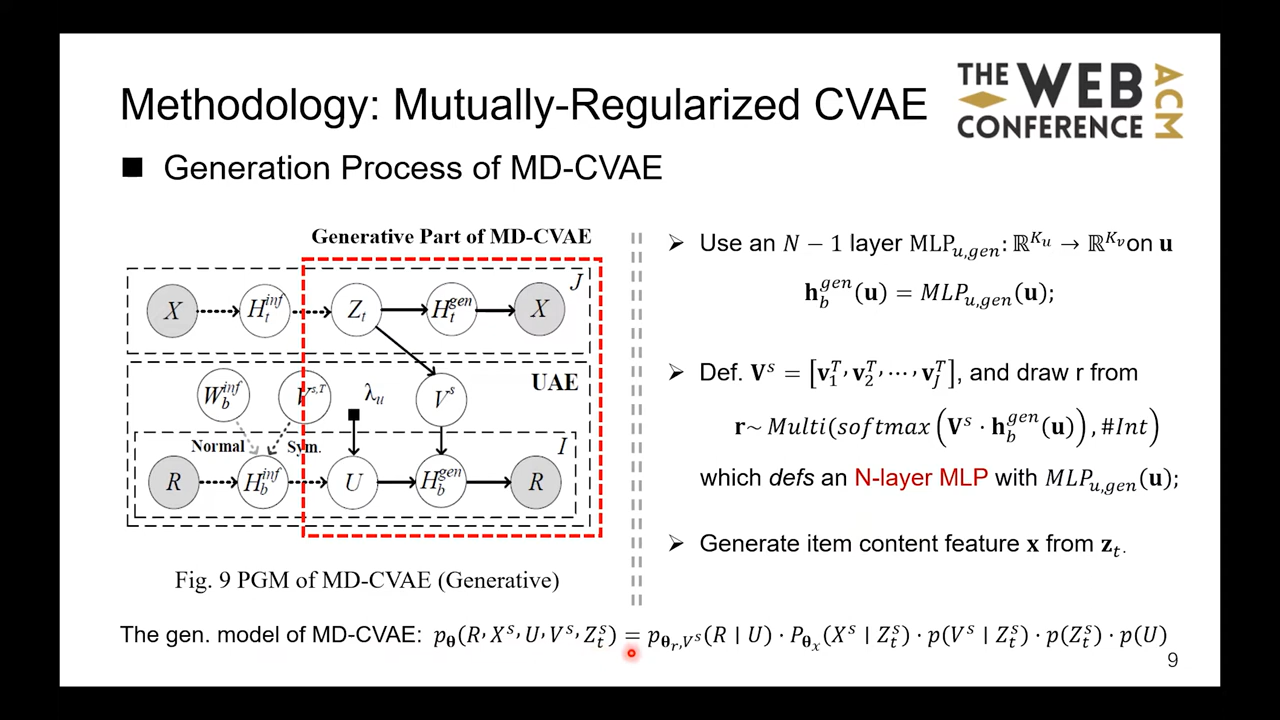 Methodology: Mutually-Regularized CVAE
THE WEB CONFERENCE ACM
■ Generation Process of MD-CVAE
Generative Part of MD-CVAE
X H_t^{inf} Z_t H_t^{gen} X J
W_b^{inf} V^{s,T} λ_u V^s UAE
Normal Sym. I
R H_b^{inf} U H_b^{gen} R
Fig. 9 PGM of MD-CVAE (Generative)
➢ Use an N − 1 layer MLP_{u,gen}: ℝ^{K_u} → ℝ^{K_v} on 𝐮
𝐡_b^{gen}(𝐮) = MLP_{u,gen}(𝐮);
➢ Def. 𝐕^s = [𝐯_1^T, 𝐯_2^T, ⋯, 𝐯_J^T], and draw r from
𝐫~ Multi(softmax(𝐕^s · 𝐡_b^{gen}(𝐮)), #Int)
which defs an N-layer MLP with MLP_{u,gen}(𝐮);
➢ Generate item content feature 𝐱 from 𝐳_t.
The gen. model of MD-CVAE: p_𝛉(R, X^s, U, V^s, Z_t^s) = p_{𝛉_r,V^s}(R | U) · P_{𝛉_x}(X^s | Z_t^s) · p(V^s | Z_t^s) · p(Z_t^s) · p(U)
9